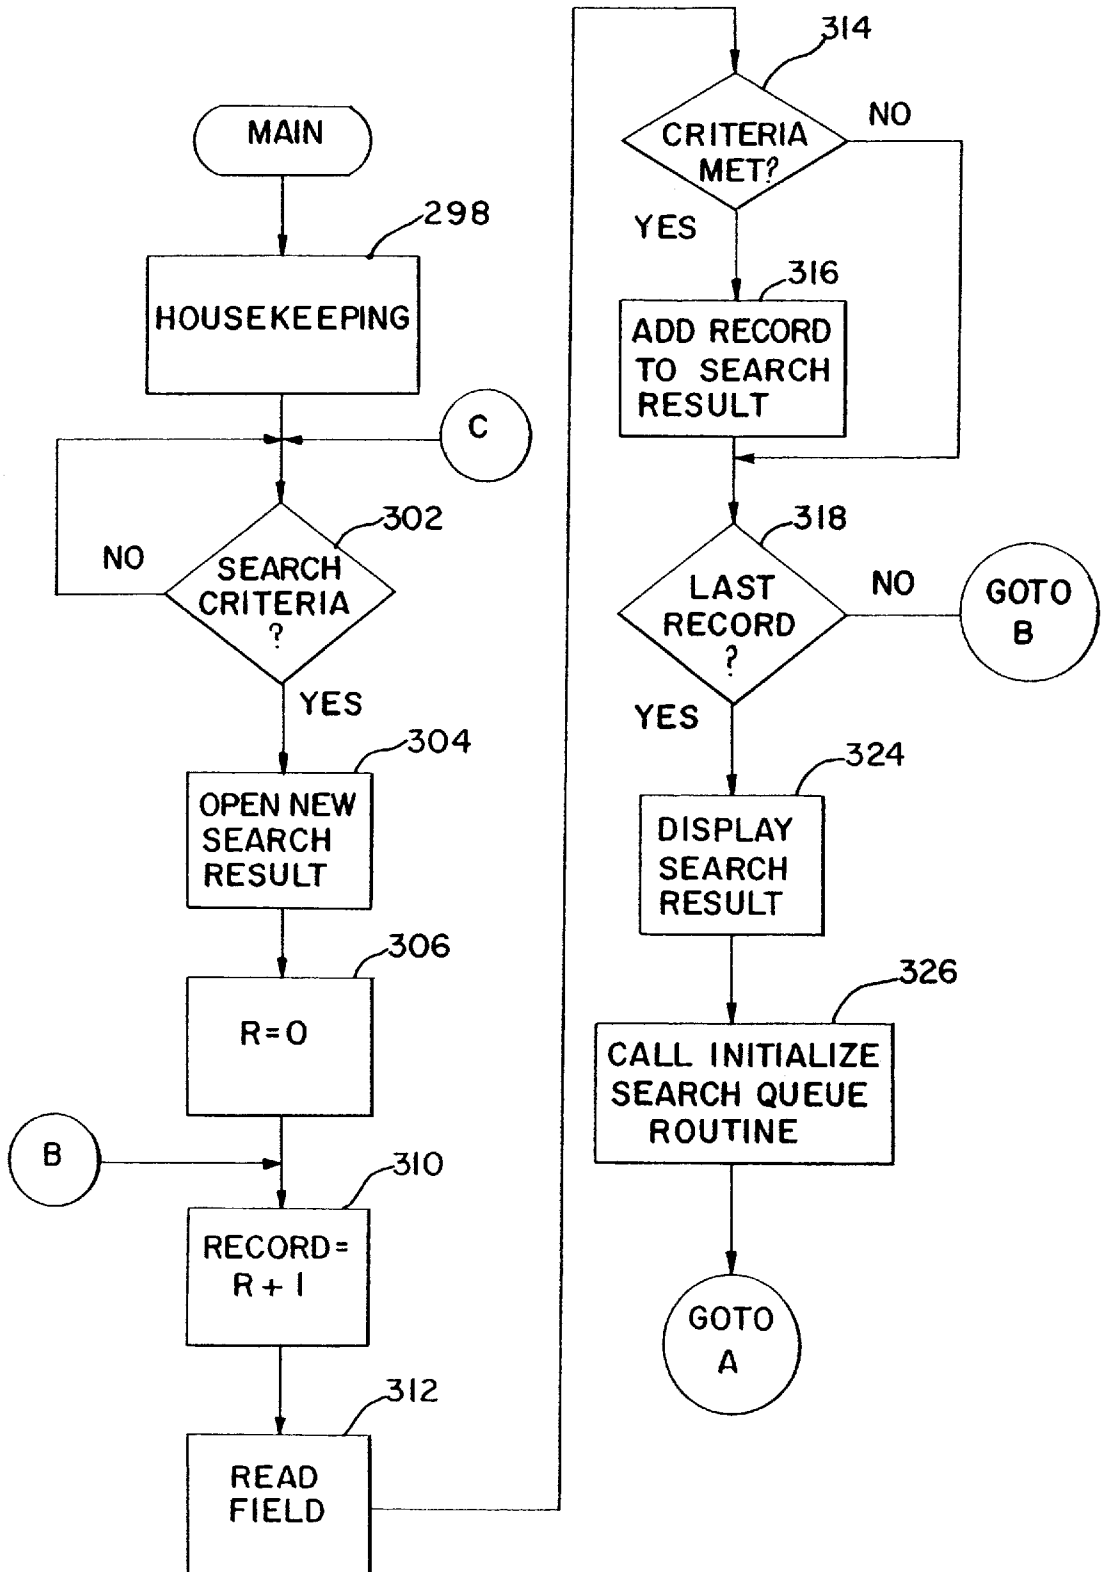 MAIN
298
HOUSEKEEPING
C
302
SEARCH
CRITERIA
?
NO
YES
304
OPEN NEW
SEARCH
RESULT
306
R=0
B
310
RECORD=
R+1
312
READ
FIELD
314
CRITERIA
MET?
NO
YES
316
ADD RECORD
TO SEARCH
RESULT
318
LAST
RECORD
?
NO
GOTO
B
YES
324
DISPLAY
SEARCH
RESULT
326
CALL INITIALIZE
SEARCH QUEUE
ROUTINE
GOTO
A